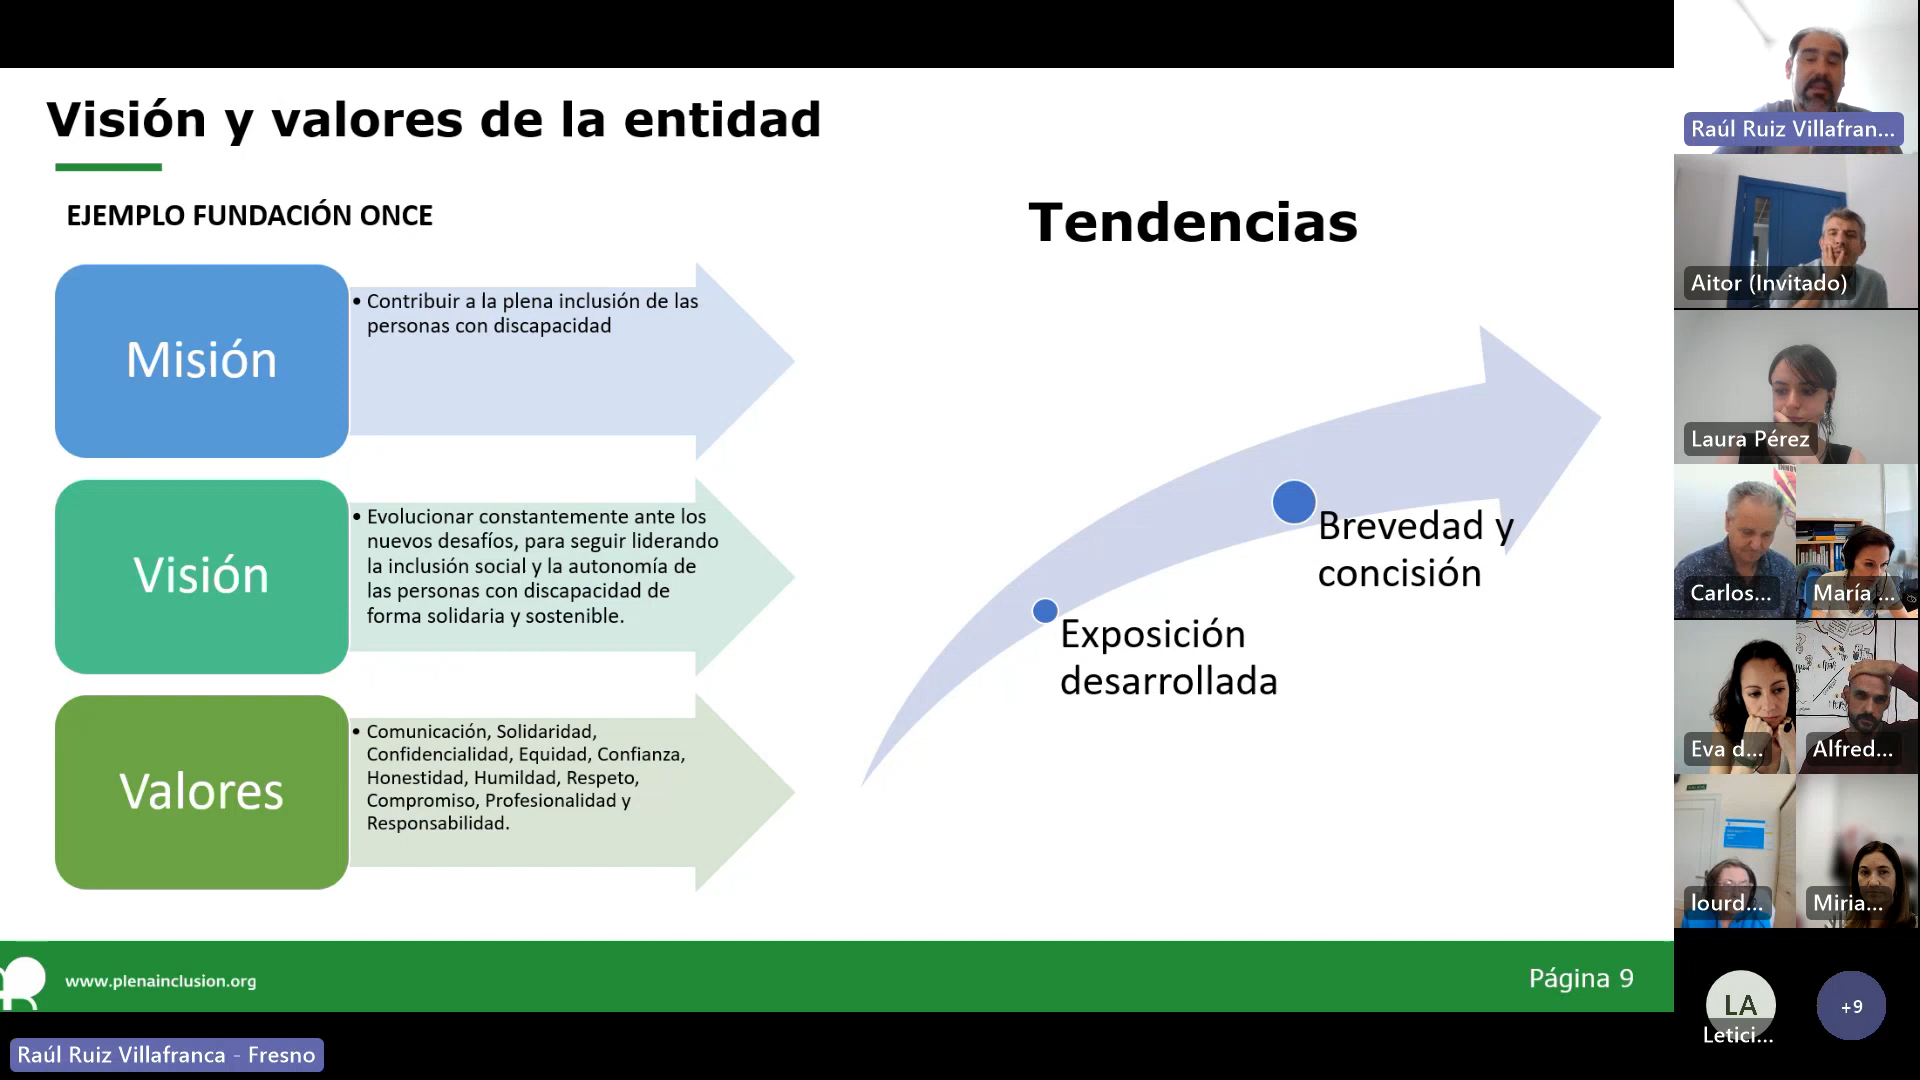 Visión y valores de la entidad
EJEMPLO FUNDACIÓN ONCE
Misión
• Contribuir a la plena inclusión de las
personas con discapacidad
Visión
• Evolucionar constantemente ante los
nuevos desafíos, para seguir liderando
la inclusión social y la autonomía de
las personas con discapacidad de
forma solidaria y sostenible.
Valores
• Comunicación, Solidaridad,
Confidencialidad, Equidad, Confianza,
Honestidad, Humildad, Respeto,
Compromiso, Profesionalidad y
Responsabilidad.
Tendencias
Exposición
desarrollada
Brevedad y
concisión
www.plenainclusion.org
Página 9
Raúl Ruiz Villafranca - Fresno
Raúl Ruiz Villafran...
Aitor (Invitado)
Laura Pérez
Carlos...
María ...
Eva d...
Alfred...
lourd...
Miria...
LA
Letici...
+9